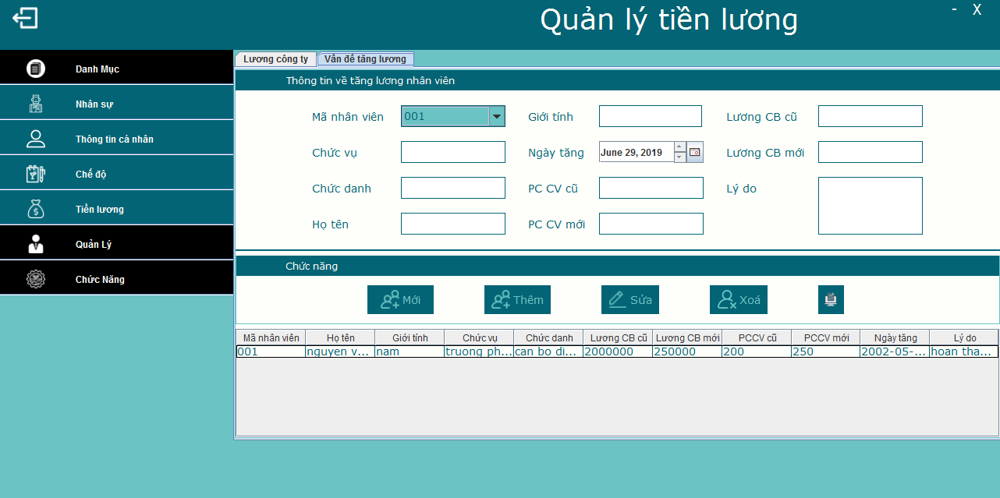 Quản lý tiền lương
- X
Danh Mục
Nhân sự
Thông tin cá nhân
Chế độ
Tiền lương
Quản Lý
Chức Năng
Lương công ty Vấn đề tăng lương
Thông tin về tăng lương nhân viên
Mã nhân viên 001 Giới tính Lương CB cũ
Chức vụ Ngày tăng June 29, 2019 Lương CB mới
Chức danh PC CV cũ Lý do
Họ tên PC CV mới
Chức năng
Mới Thêm Sửa Xoá
Mã nhân viên Họ tên Giới tính Chức vụ Chức danh Lương CB cũ Lương CB mới PCCV cũ PCCV mới Ngày tăng Lý do
001 nguyen v... nam truong ph... can bo di... 2000000 250000 200 250 2002-05-... hoan tha...